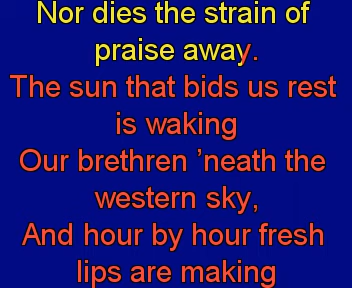 Nor dies the strain of
praise away.
The sun that bids us rest
is waking
Our brethren ’neath the
western sky,
And hour by hour fresh
lips are making